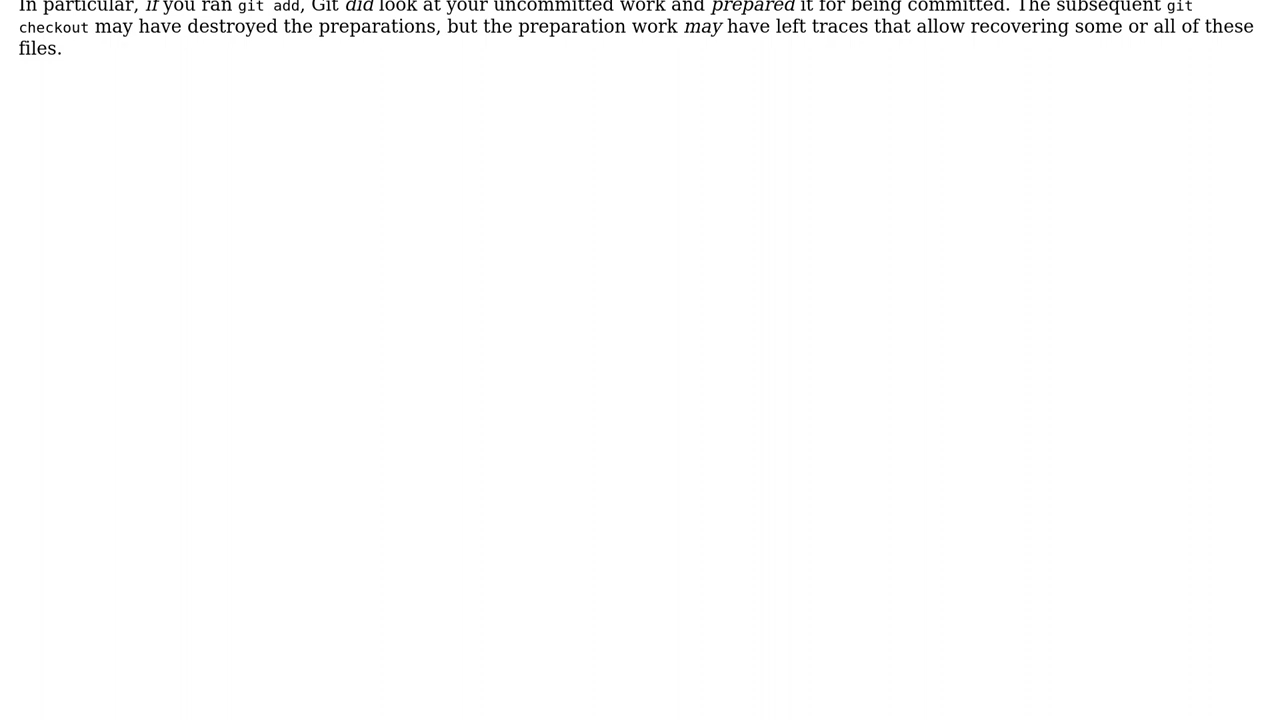 In particular, if you ran git add, Git did look at your uncommitted work and prepared it for being committed. The subsequent git
checkout may have destroyed the preparations, but the preparation work may have left traces that allow recovering some or all of these
files.